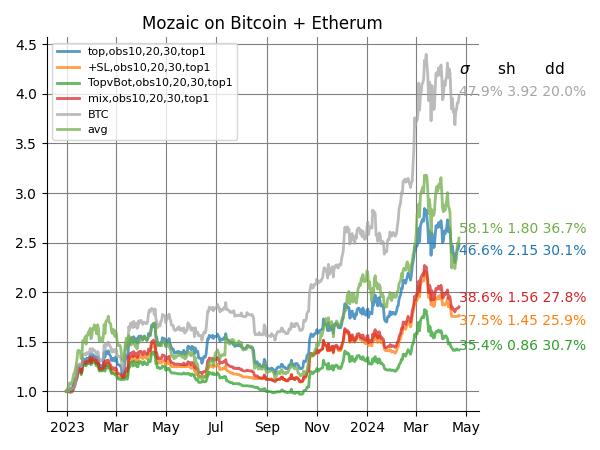 Mozaic on Bitcoin + Etherum
4.5
4.0
3.5
3.0
2.5
2.0
1.5
1.0
top,obs10,20,30,top1
+SL,obs10,20,30,top1
TopvBot,obs10,20,30,top1
mix,obs10,20,30,top1
BTC
avg
σ sh dd
47.9% 3.92 20.0%
58.1% 1.80 36.7%
46.6% 2.15 30.1%
38.6% 1.56 27.8%
37.5% 1.45 25.9%
35.4% 0.86 30.7%
2023 Mar May Jul Sep Nov 2024 Mar May